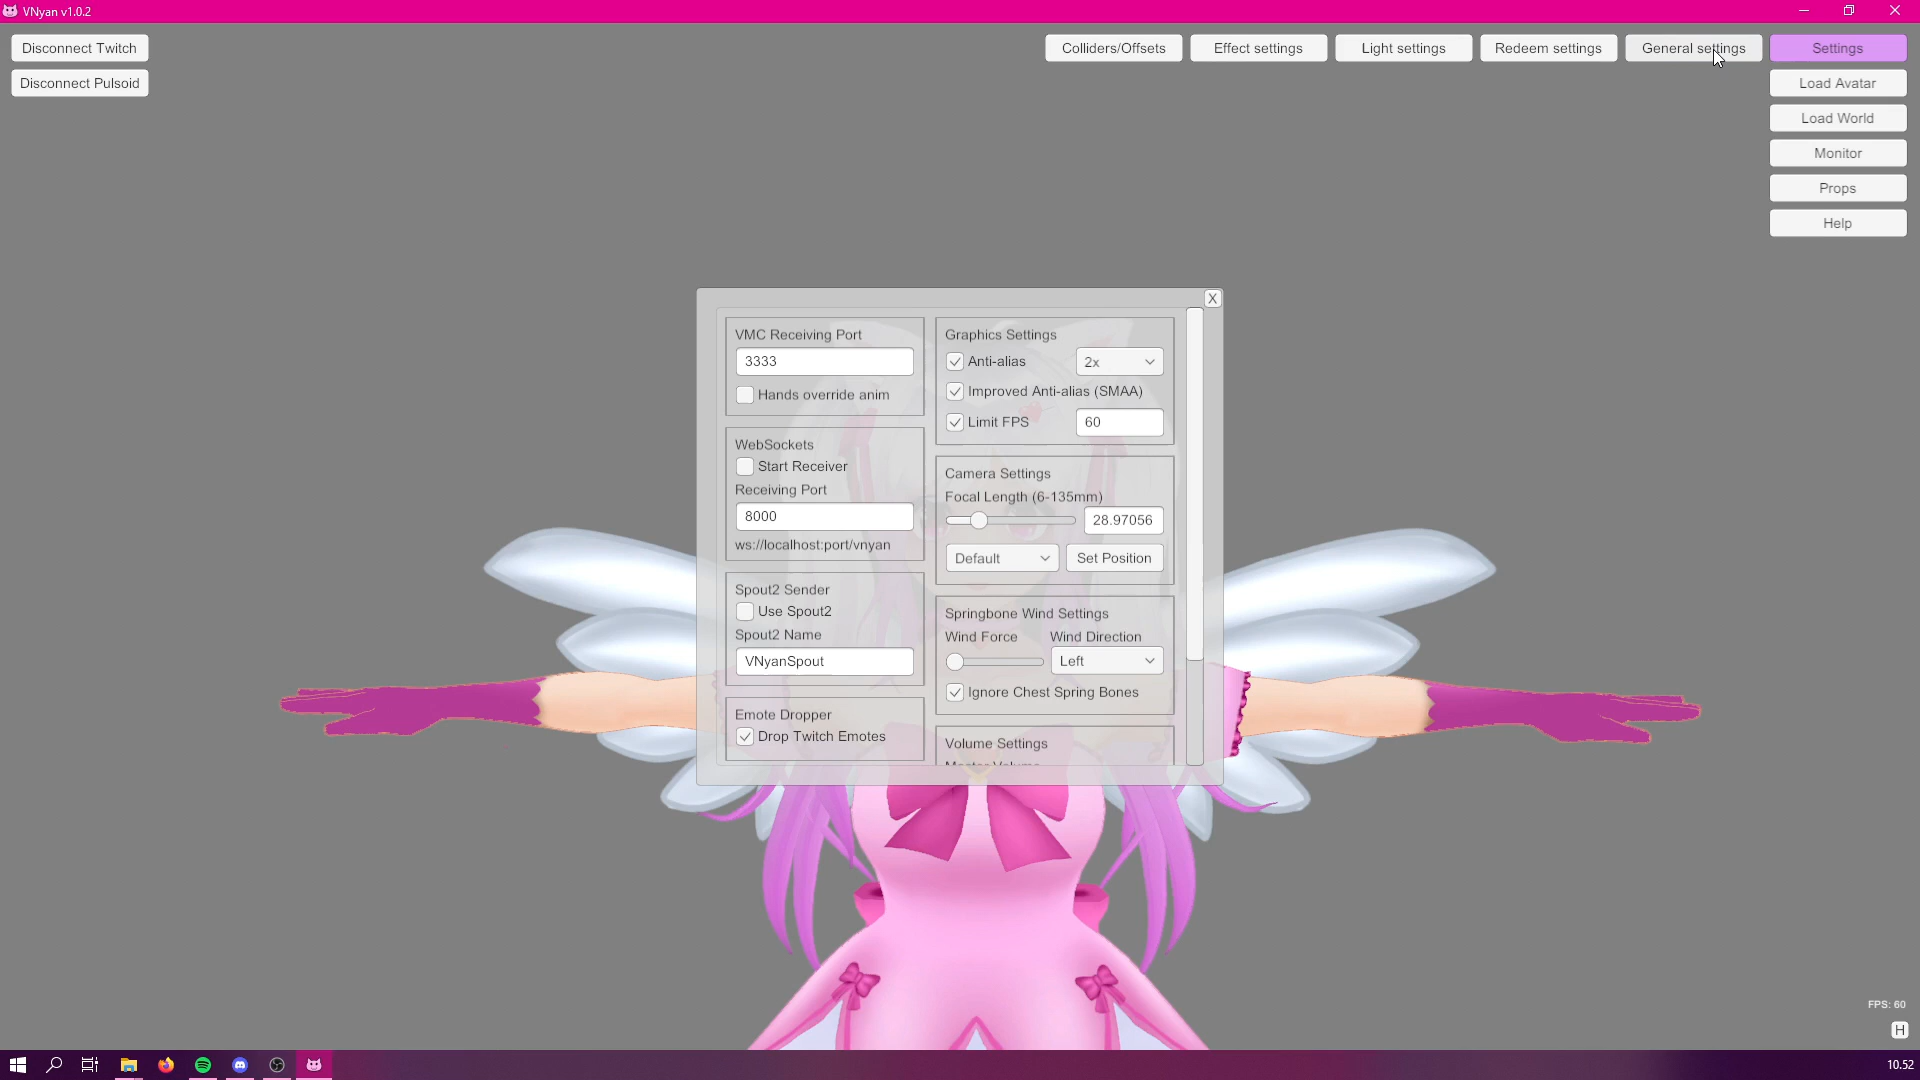 VNyan v1.0.2
Disconnect Twitch
Disconnect Pulsoid
Colliders/Offsets
Effect settings
Light settings
Redeem settings
General settings
Settings
Load Avatar
Load World
Monitor
Props
Help
X
VMC Receiving Port
3333
Hands override anim
WebSockets
Start Receiver
Receiving Port
8000
ws://localhost:port/vnyan
Spout2 Sender
Use Spout2
Spout2 Name
VNyanSpout
Emote Dropper
Drop Twitch Emotes
Graphics Settings
Anti-alias
2x
Improved Anti-alias (SMAA)
Limit FPS
60
Camera Settings
Focal Length (6-135mm)
28.97056
Default
Set Position
Springbone Wind Settings
Wind Force
Wind Direction
Left
Ignore Chest Spring Bones
Volume Settings
Master Volume
FPS: 60
H
10.52